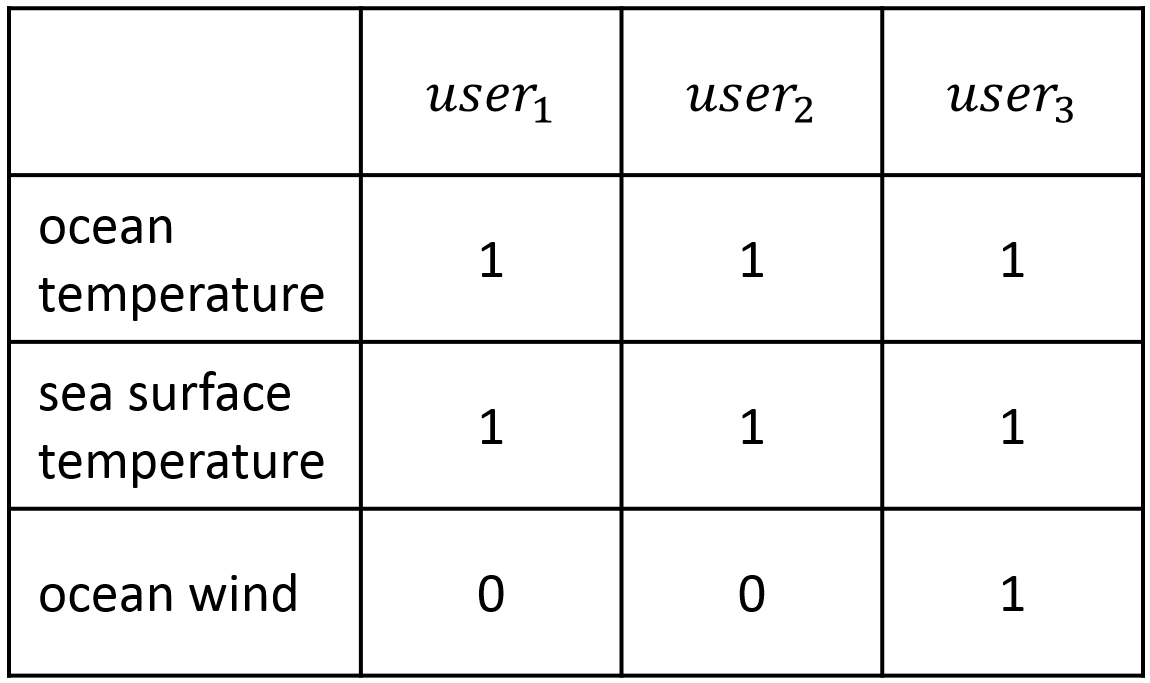 user₁ user₂ user₃
ocean
temperature 1 1 1
sea surface
temperature 1 1 1
ocean wind 0 0 1